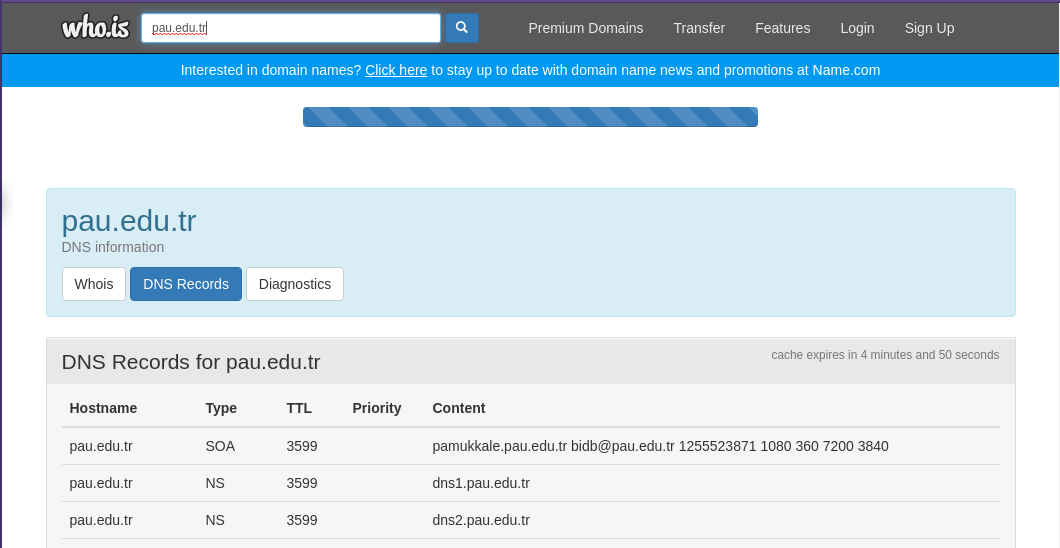 who.is pau.edu.tr Premium Domains Transfer Features Login Sign Up
Interested in domain names? Click here to stay up to date with domain name news and promotions at Name.com
pau.edu.tr
DNS information
Whois DNS Records Diagnostics
DNS Records for pau.edu.tr cache expires in 4 minutes and 50 seconds
Hostname Type TTL Priority Content
pau.edu.tr SOA 3599 pamukkale.pau.edu.tr bidb@pau.edu.tr 1255523871 1080 360 7200 3840
pau.edu.tr NS 3599 dns1.pau.edu.tr
pau.edu.tr NS 3599 dns2.pau.edu.tr